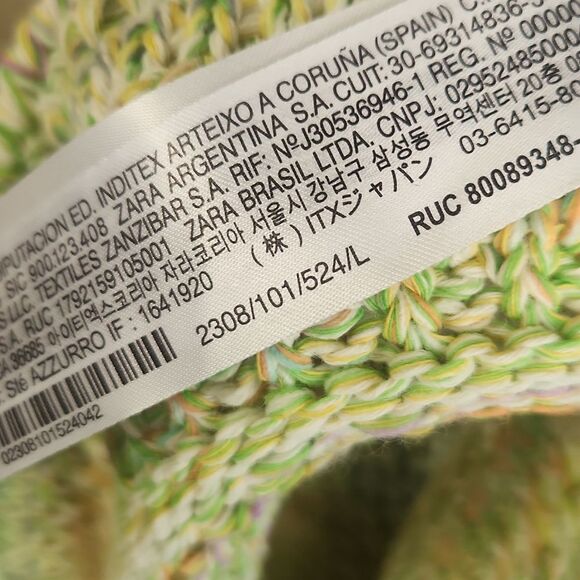 MPUTACION ED. INDITEX ARTEIXO A CORUÑA (SPAIN) C.
SIC 900.123.408 ZARA ARGENTINA S.A. CUIT: 30-69314836-
S LLC, TEXTILES ZANZIBAR S.A. RIF: NºJ30536946-1 REG. Nº 00000
S.A. RUC 1792159105001 ZARA BRASIL LTDA. CNPJ: 02952485000
GA 96685 아이티엑스코리아 자라코리아 서울시 강남구 삼성동 무역센터 20층 0
Sté AZZURRO IF : 1641920 (株) ITXジャパン 03-6415-8
2308/101/524/L RUC 80089348-
02308101524042